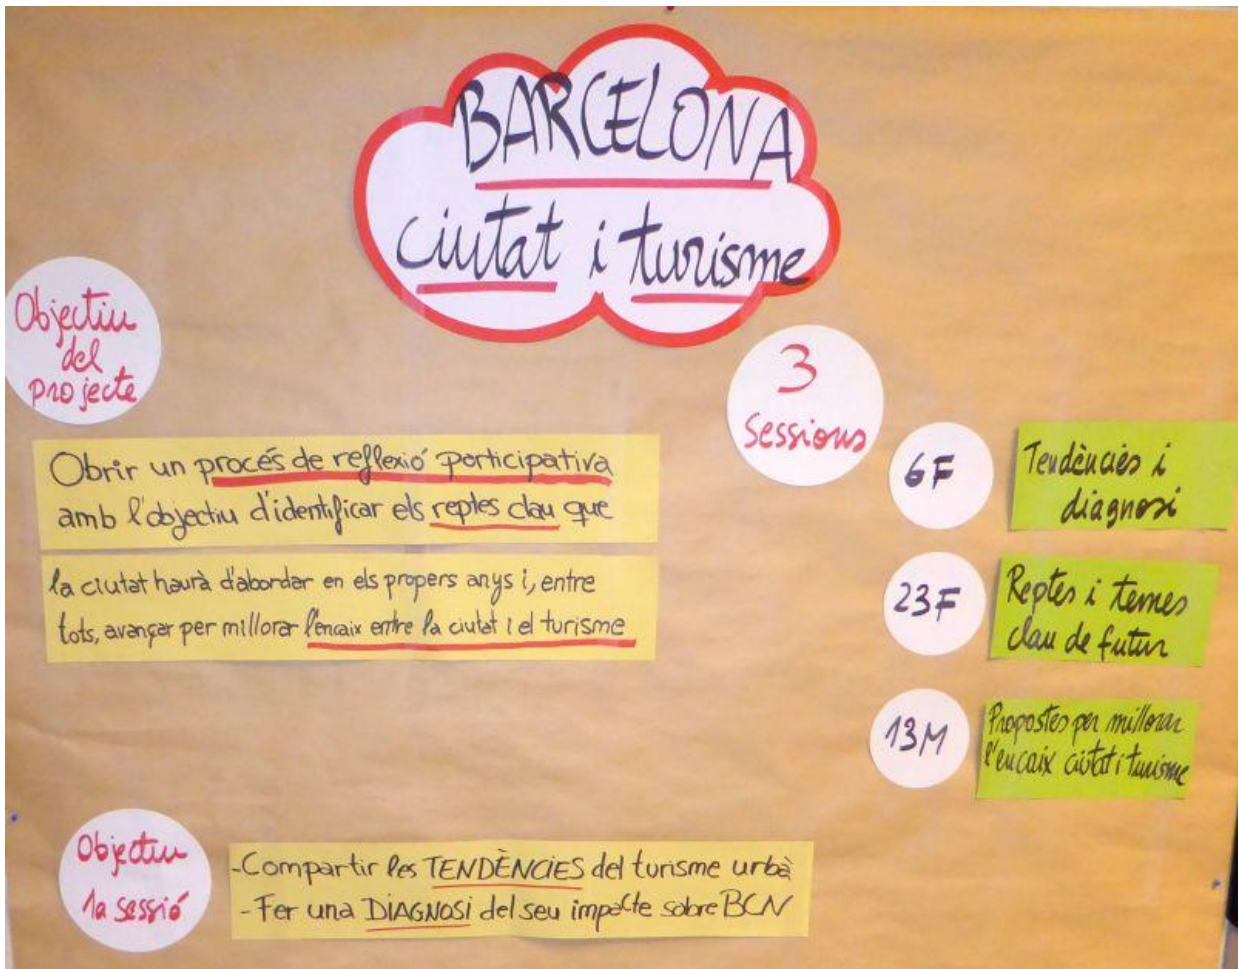 BARCELONA
ciutat i turisme
Objectiu
del
projecte
Obrir un procés de reflexió participativa
amb l'objectiu d'identificar els reptes clau que
la ciutat haurà d'abordar en els propers anys i, entre
tots, avançar per millorar l'encaix entre la ciutat i el turisme
3
sessions
6F
Tendències i
diagnosi
23F
Reptes i temes
clau de futur
13M
Propostes per millorar
l'encaix ciutat i turisme
Objectiu
1a sessió
-Compartir les TENDÈNCIES del turisme urbà
-Fer una DIAGNOSI del seu impacte sobre BCN